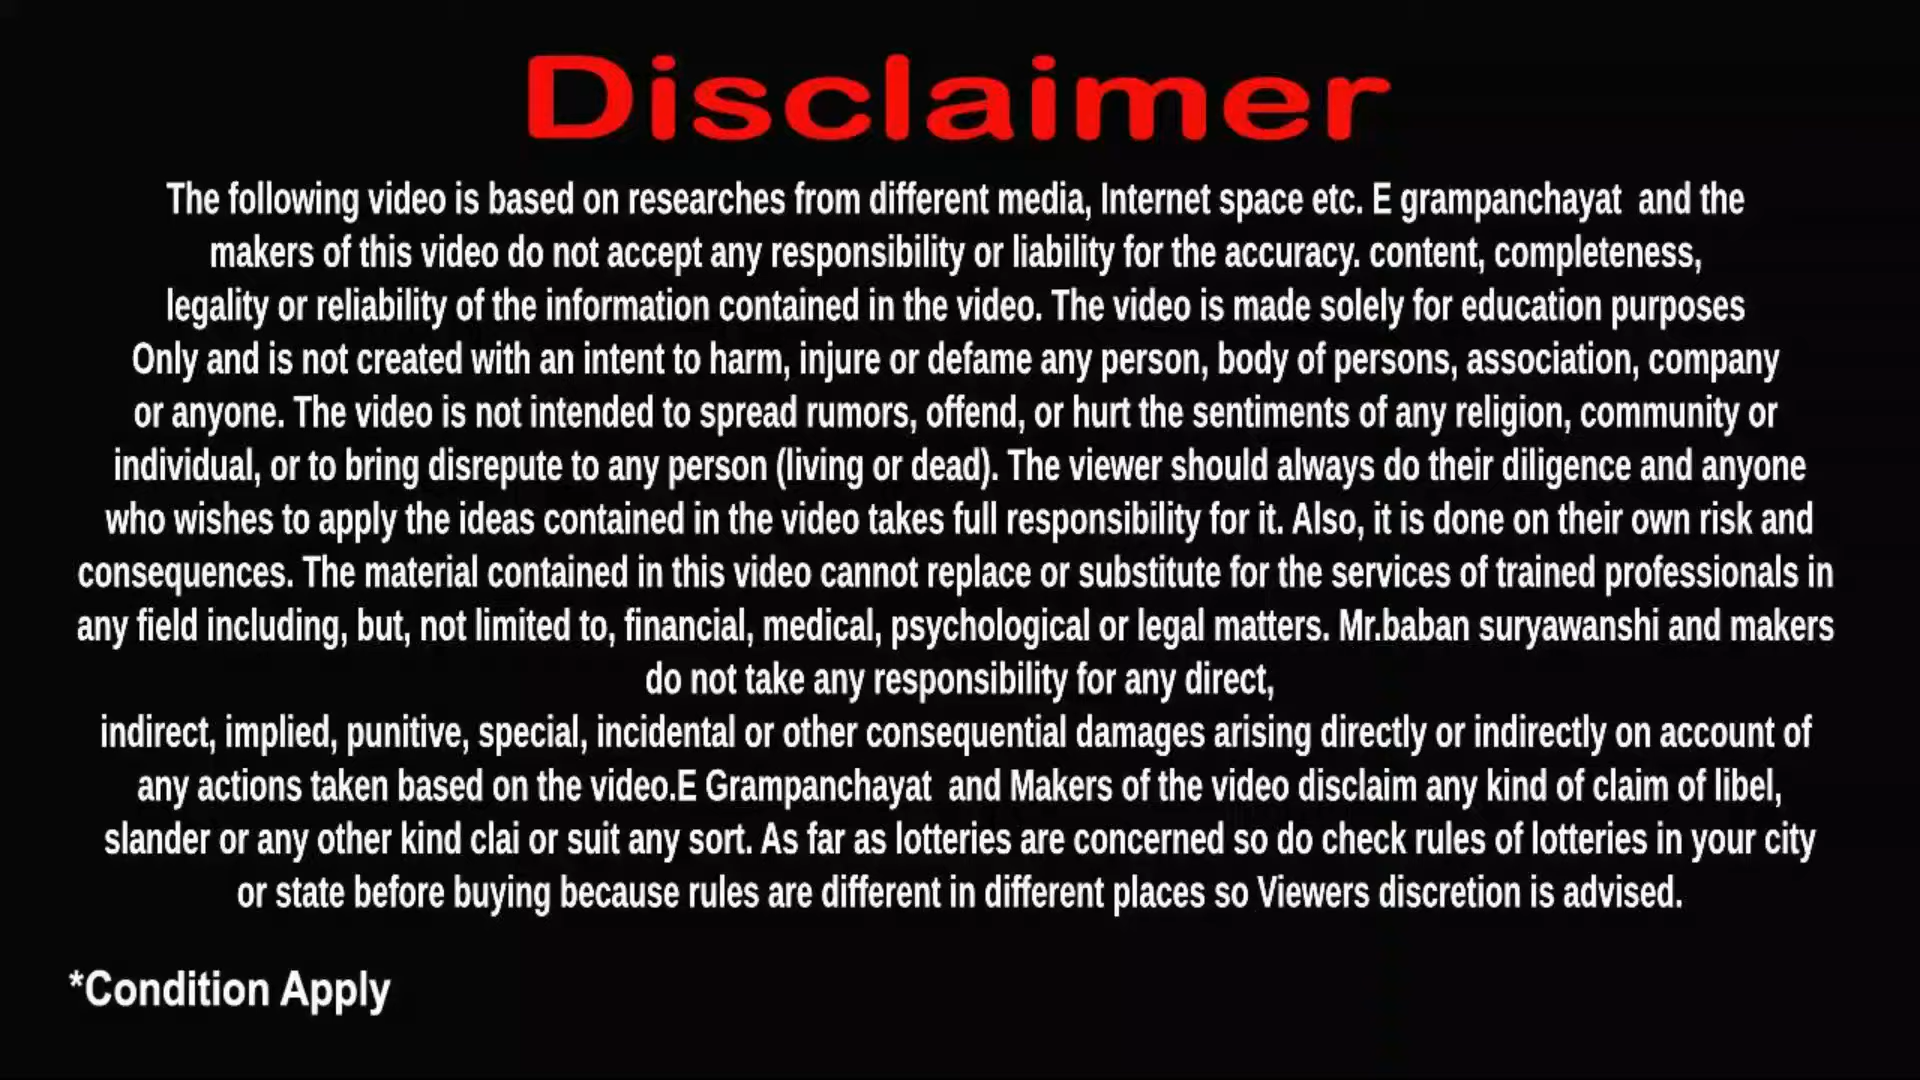 Disclaimer
The following video is based on researches from different media, Internet space etc. E grampanchayat  and the
makers of this video do not accept any responsibility or liability for the accuracy. content, completeness,
legality or reliability of the information contained in the video. The video is made solely for education purposes
Only and is not created with an intent to harm, injure or defame any person, body of persons, association, company
or anyone. The video is not intended to spread rumors, offend, or hurt the sentiments of any religion, community or
individual, or to bring disrepute to any person (living or dead). The viewer should always do their diligence and anyone
who wishes to apply the ideas contained in the video takes full responsibility for it. Also, it is done on their own risk and
consequences. The material contained in this video cannot replace or substitute for the services of trained professionals in
any field including, but, not limited to, financial, medical, psychological or legal matters. Mr.baban suryawanshi and makers
do not take any responsibility for any direct,
indirect, implied, punitive, special, incidental or other consequential damages arising directly or indirectly on account of
any actions taken based on the video.E Grampanchayat  and Makers of the video disclaim any kind of claim of libel,
slander or any other kind clai or suit any sort. As far as lotteries are concerned so do check rules of lotteries in your city
or state before buying because rules are different in different places so Viewers discretion is advised.
*Condition Apply